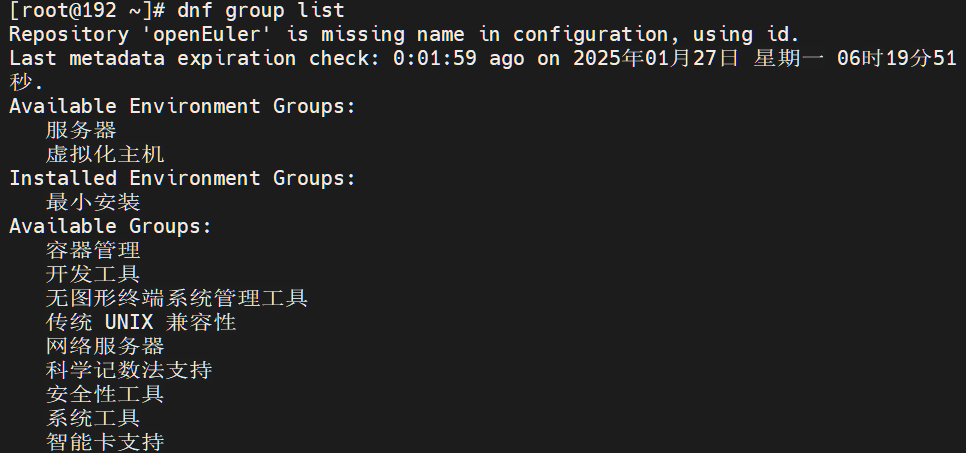 [root@192 ~]# dnf group list
Repository 'openEuler' is missing name in configuration, using id.
Last metadata expiration check: 0:01:59 ago on 2025年01月27日 星期一 06时19分51
秒.
Available Environment Groups:
   服务器
   虚拟化主机
Installed Environment Groups:
   最小安装
Available Groups:
   容器管理
   开发工具
   无图形终端系统管理工具
   传统 UNIX 兼容性
   网络服务器
   科学记数法支持
   安全性工具
   系统工具
   智能卡支持